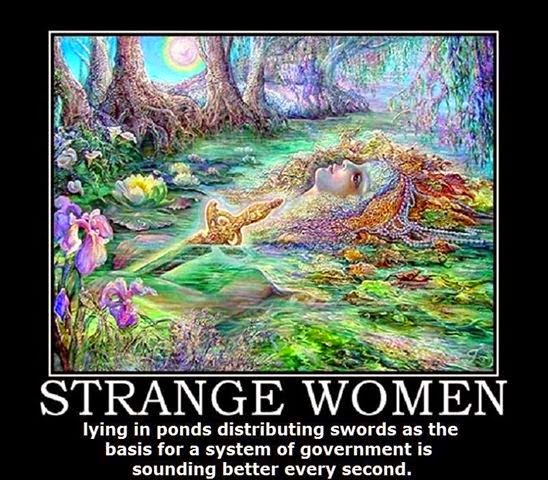 STRANGE WOMEN
lying in ponds distributing swords as the
basis for a system of government is
sounding better every second.